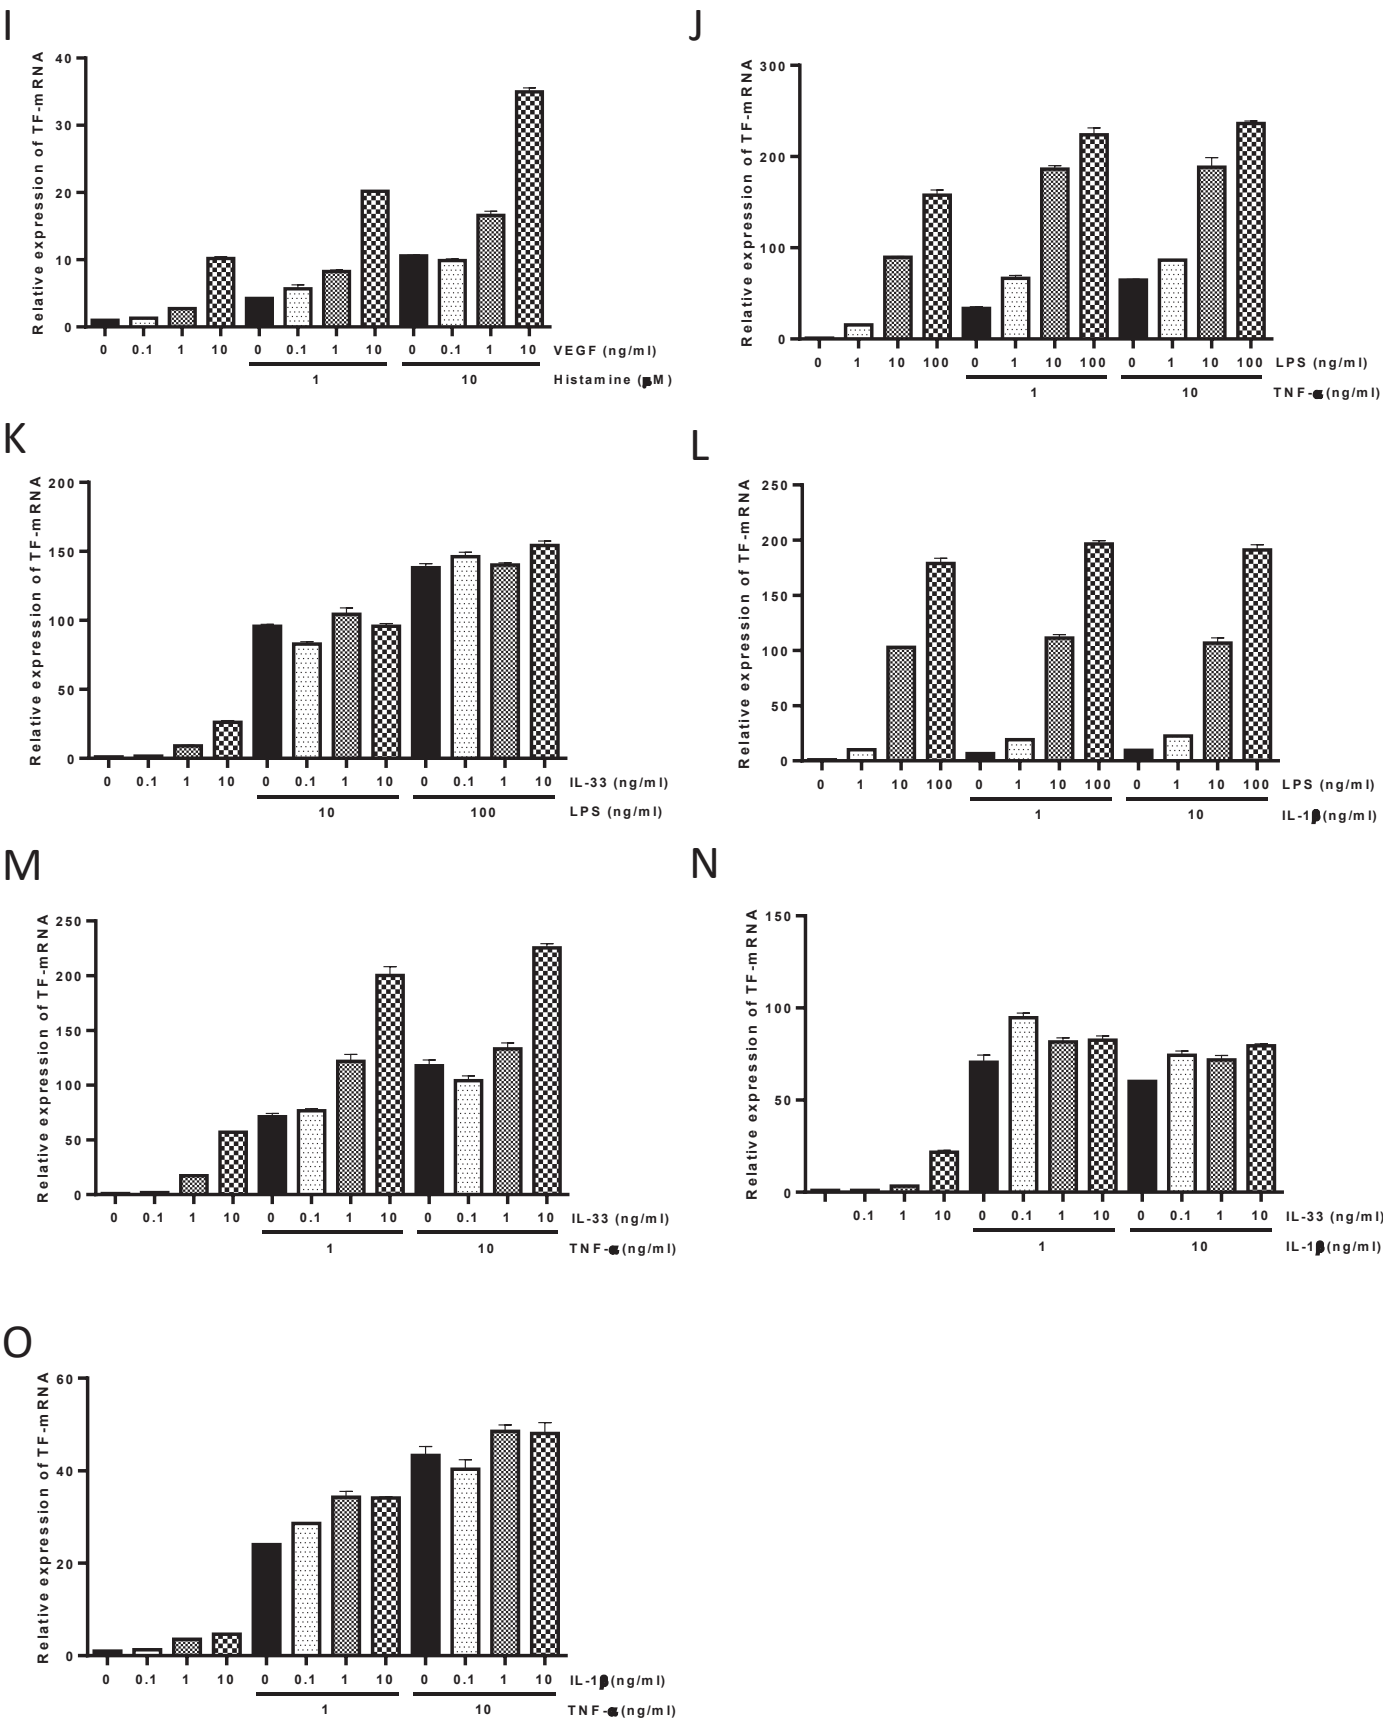 I
Relative expression of TF-mRNA
40
30
20
10
0
0 0.1 1 10 0 0.1 1 10 0 0.1 1 10 VEGF (ng/ml)
1 10 Histamine (μM)
J
Relative expression of TF-mRNA
300
200
100
0
0 1 10 100 0 1 10 100 0 1 10 100 LPS (ng/ml)
1 10 TNF-α (ng/ml)
K
Relative expression of TF-mRNA
200
150
100
50
0
0 0.1 1 10 0 0.1 1 10 0 0.1 1 10 IL-33 (ng/ml)
10 100 LPS (ng/ml)
L
Relative expression of TF-mRNA
250
200
150
100
50
0
0 1 10 100 0 1 10 100 0 1 10 100 LPS (ng/ml)
1 10 IL-1β (ng/ml)
M
Relative expression of TF-mRNA
250
200
150
100
50
0
0 0.1 1 10 0 0.1 1 10 0 0.1 1 10 IL-33 (ng/ml)
1 10 TNF-α (ng/ml)
N
Relative expression of TF-mRNA
150
100
50
0
0.1 1 10 0 0.1 1 10 0 0.1 1 10 IL-33 (ng/ml)
1 10 IL-1β (ng/ml)
O
Relative expression of TF-mRNA
60
40
20
0
0 0.1 1 10 0 0.1 1 10 0 0.1 1 10 IL-1β (ng/ml)
1 10 TNF-α (ng/ml)